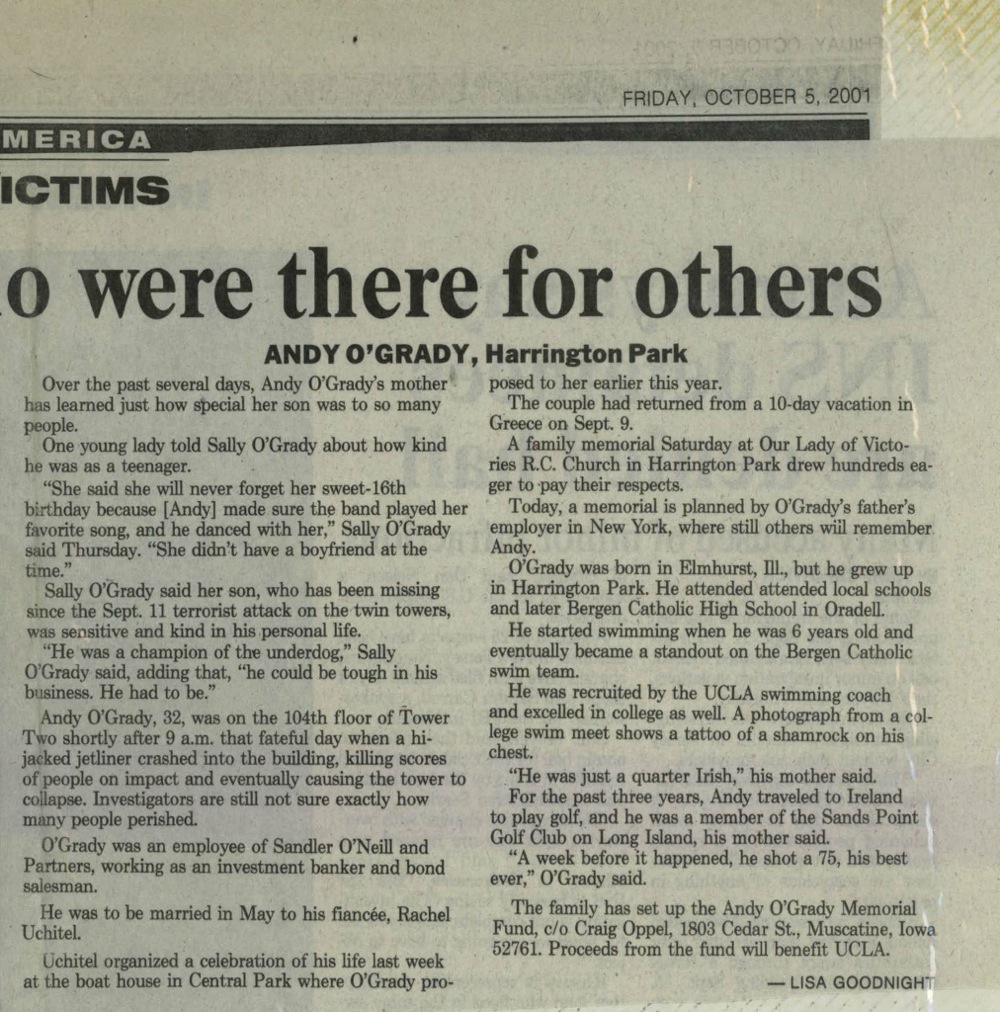 FRIDAY, OCTOBER 5, 2001
MERICA
ICTIMS
o were there for others
ANDY O'GRADY, Harrington Park
Over the past several days, Andy O'Grady's mother
has learned just how special her son was to so many
people.
One young lady told Sally O'Grady about how kind
he was as a teenager.
“She said she will never forget her sweet-16th
birthday because [Andy] made sure the band played her
favorite song, and he danced with her,” Sally O'Grady
said Thursday. “She didn't have a boyfriend at the
time.”
Sally O'Grady said her son, who has been missing
since the Sept. 11 terrorist attack on the twin towers,
was sensitive and kind in his personal life.
“He was a champion of the underdog,” Sally
O'Grady said, adding that, “he could be tough in his
business. He had to be.”
Andy O'Grady, 32, was on the 104th floor of Tower
Two shortly after 9 a.m. that fateful day when a hi-
jacked jetliner crashed into the building, killing scores
of people on impact and eventually causing the tower to
collapse. Investigators are still not sure exactly how
many people perished.
O'Grady was an employee of Sandler O'Neill and
Partners, working as an investment banker and bond
salesman.
He was to be married in May to his fiancée, Rachel
Uchitel.
Uchitel organized a celebration of his life last week
at the boat house in Central Park where O'Grady pro-
posed to her earlier this year.
The couple had returned from a 10-day vacation in
Greece on Sept. 9.
A family memorial Saturday at Our Lady of Victo-
ries R.C. Church in Harrington Park drew hundreds ea-
ger to pay their respects.
Today, a memorial is planned by O'Grady's father's
employer in New York, where still others will remember
Andy.
O'Grady was born in Elmhurst, Ill., but he grew up
in Harrington Park. He attended attended local schools
and later Bergen Catholic High School in Oradell.
He started swimming when he was 6 years old and
eventually became a standout on the Bergen Catholic
swim team.
He was recruited by the UCLA swimming coach
and excelled in college as well. A photograph from a col-
lege swim meet shows a tattoo of a shamrock on his
chest.
“He was just a quarter Irish,” his mother said.
For the past three years, Andy traveled to Ireland
to play golf, and he was a member of the Sands Point
Golf Club on Long Island, his mother said.
“A week before it happened, he shot a 75, his best
ever,” O'Grady said.
The family has set up the Andy O'Grady Memorial
Fund, c/o Craig Oppel, 1803 Cedar St., Muscatine, Iowa
52761. Proceeds from the fund will benefit UCLA.
— LISA GOODNIGHT